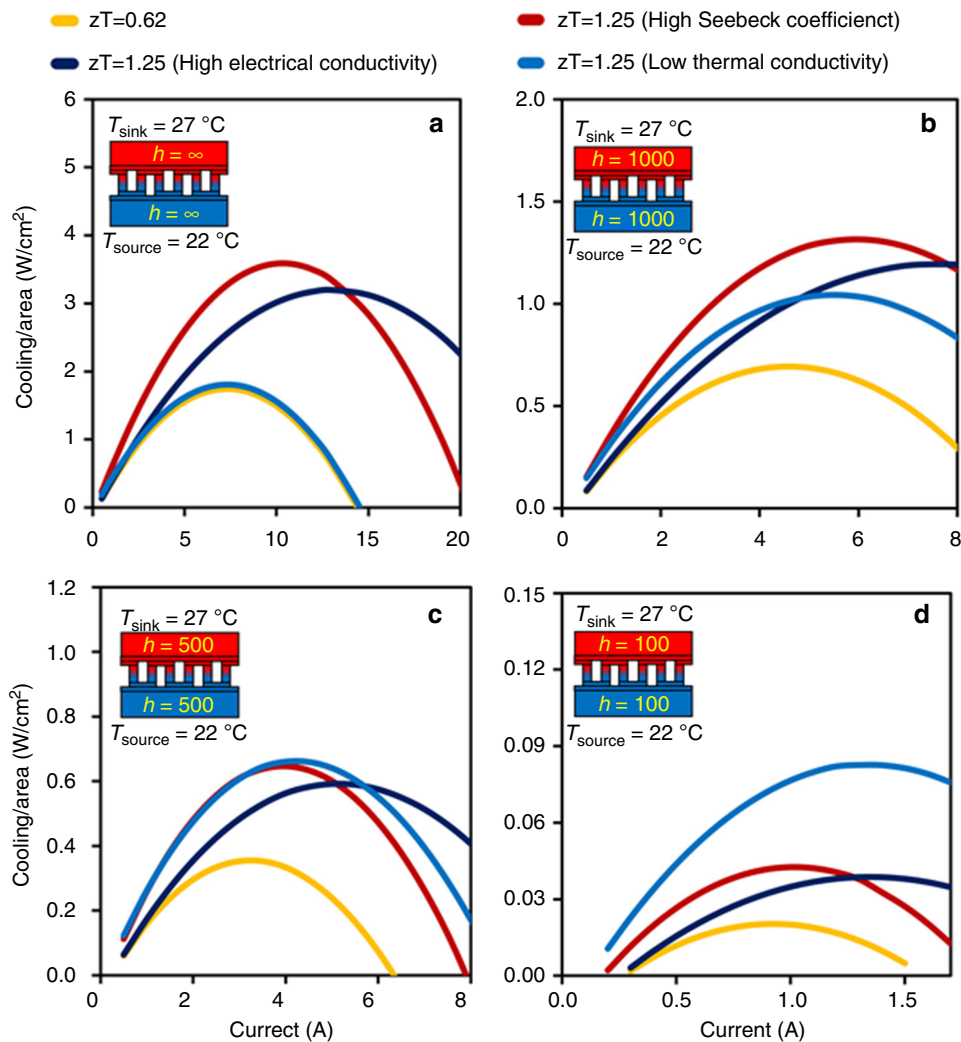 zT=0.62
zT=1.25 (High Seebeck coefficienct)
zT=1.25 (High electrical conductivity)
zT=1.25 (Low thermal conductivity)
a
Cooling/area (W/cm²)
6
5
4
3
2
1
0
T_sink = 27 °C
h = ∞
h = ∞
T_source = 22 °C
0 5 10 15 20
b
2.0
1.5
1.0
0.5
0.0
T_sink = 27 °C
h = 1000
h = 1000
T_source = 22 °C
0 2 4 6 8
c
Cooling/area (W/cm²)
1.2
1.0
0.8
0.6
0.4
0.2
0.0
T_sink = 27 °C
h = 500
h = 500
T_source = 22 °C
0 2 4 6 8
Currect (A)
d
0.15
0.12
0.09
0.06
0.03
0.00
T_sink = 27 °C
h = 100
h = 100
T_source = 22 °C
0.0 0.5 1.0 1.5
Current (A)